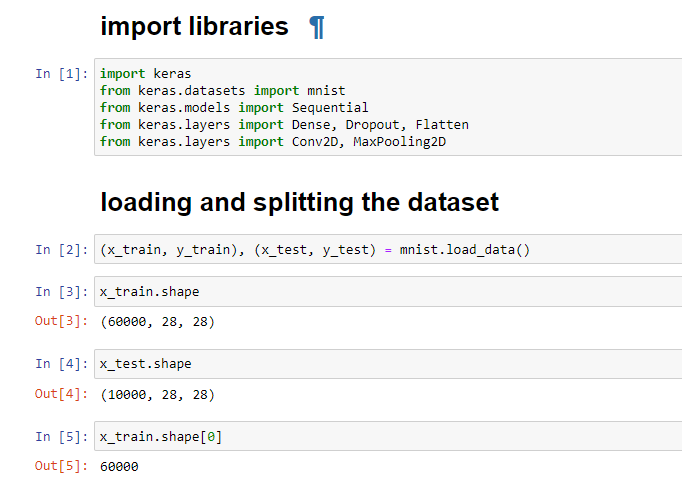 import libraries ¶
In [1]: import keras
from keras.datasets import mnist
from keras.models import Sequential
from keras.layers import Dense, Dropout, Flatten
from keras.layers import Conv2D, MaxPooling2D
loading and splitting the dataset
In [2]: (x_train, y_train), (x_test, y_test) = mnist.load_data()
In [3]: x_train.shape
Out[3]: (60000, 28, 28)
In [4]: x_test.shape
Out[4]: (10000, 28, 28)
In [5]: x_train.shape[0]
Out[5]: 60000